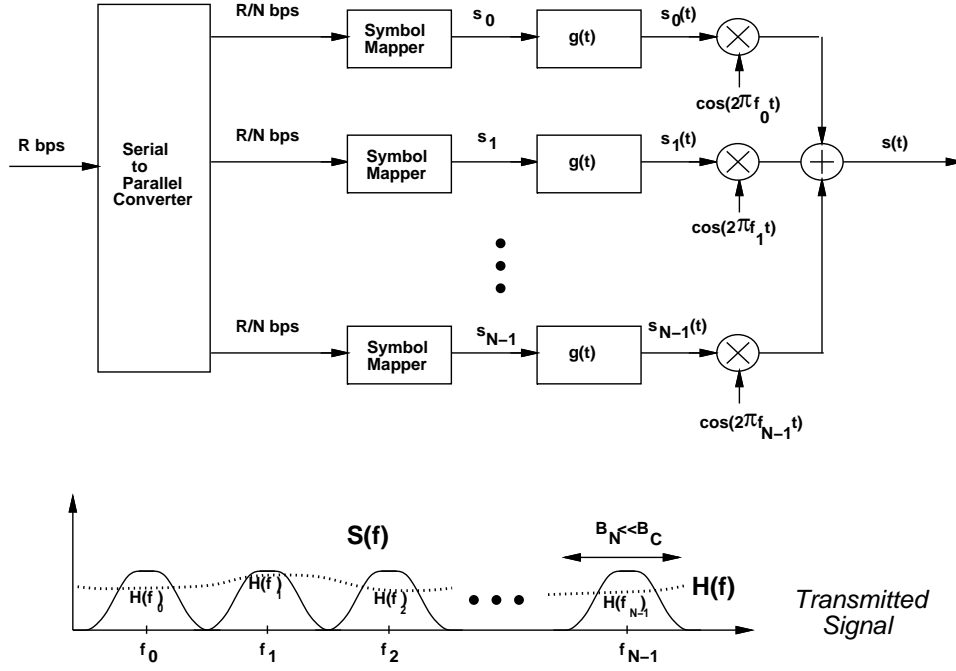 R/N bps
Symbol
Mapper
s0
g(t)
s0(t)
cos(2πf0t)
R bps
Serial
to
Parallel
Converter
R/N bps
Symbol
Mapper
s1
g(t)
s1(t)
cos(2πf1t)
s(t)
R/N bps
Symbol
Mapper
sN−1
g(t)
sN−1(t)
cos(2πfN−1t)
S(f)
BN<<BC
H(f0)
H(f1)
H(f2)
H(fN−1)
H(f)
f0
f1
f2
fN−1
Transmitted
Signal